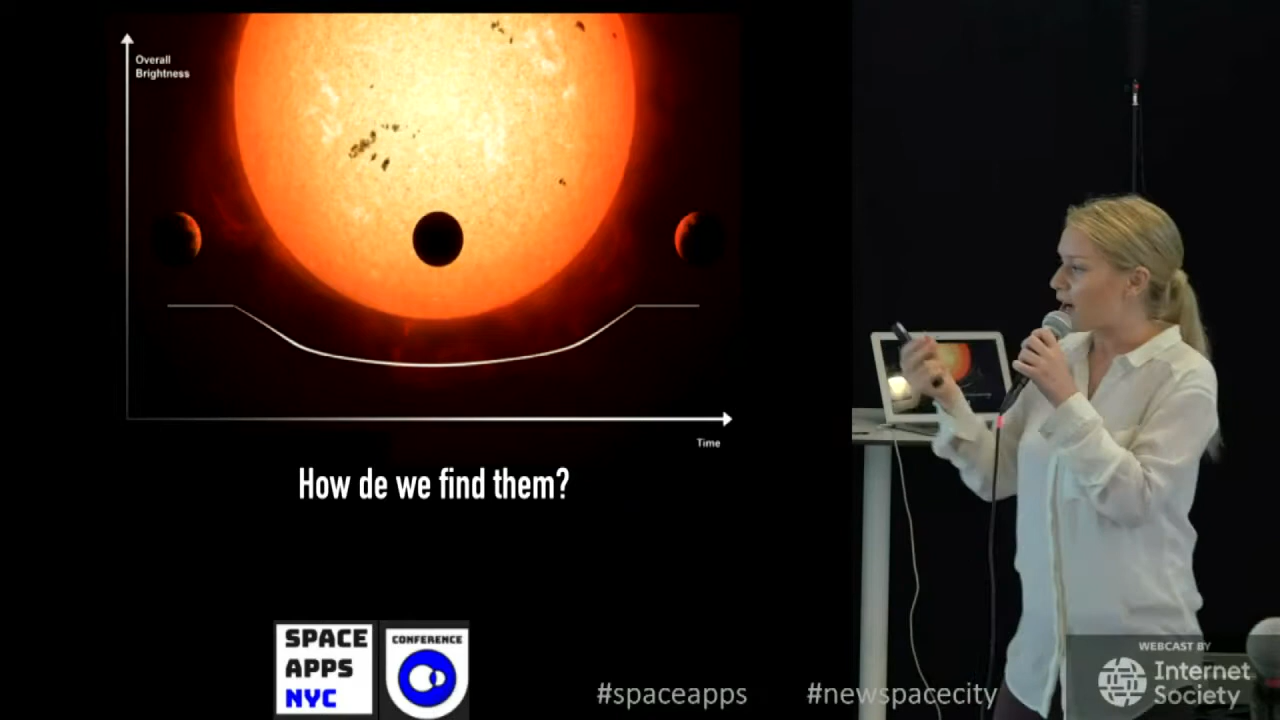 Overall
Brightness
Time
How de we find them?
SPACE
APPS
NYC
CONFERENCE
#spaceapps
#newspacecity
WEBCAST BY
Internet
Society